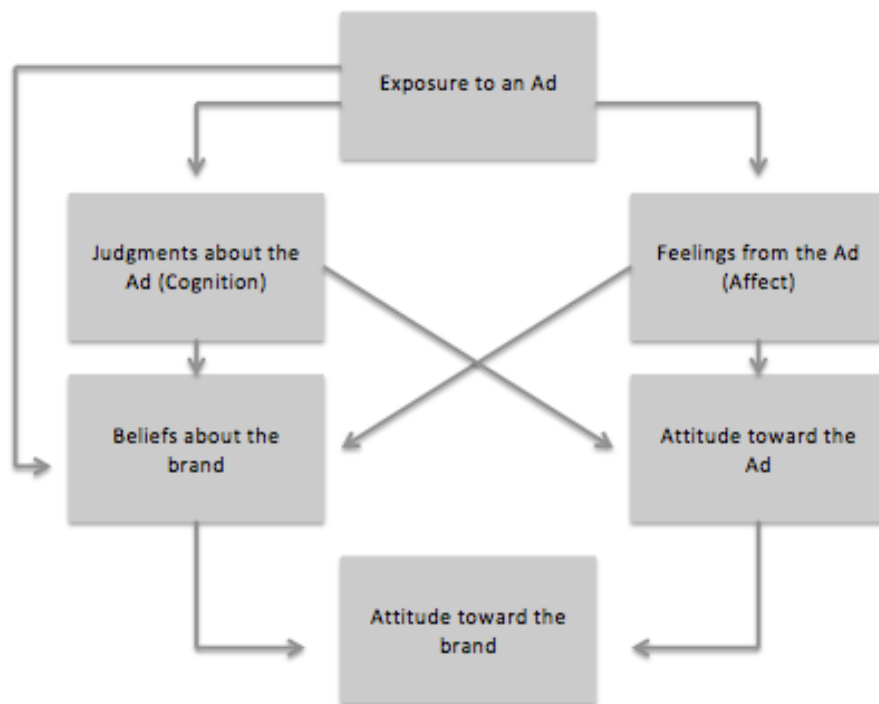 Exposure to an Ad
Judgments about the
Ad (Cognition)
Feelings from the Ad
(Affect)
Beliefs about the
brand
Attitude toward the
Ad
Attitude toward the
brand